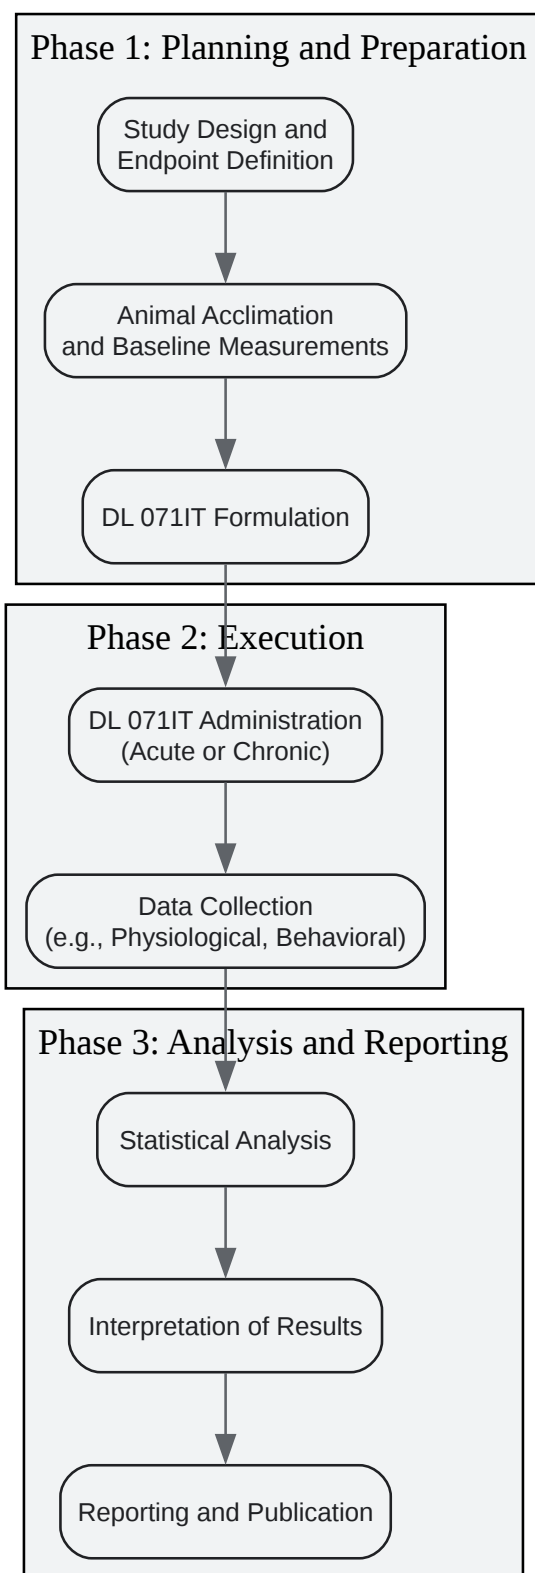 Phase 1: Planning and Preparation
Study Design and
Endpoint Definition
Animal Acclimation
and Baseline Measurements
DL 071IT Formulation
Phase 2: Execution
DL 071IT Administration
(Acute or Chronic)
Data Collection
(e.g., Physiological, Behavioral)
Phase 3: Analysis and Reporting
Statistical Analysis
Interpretation of Results
Reporting and Publication